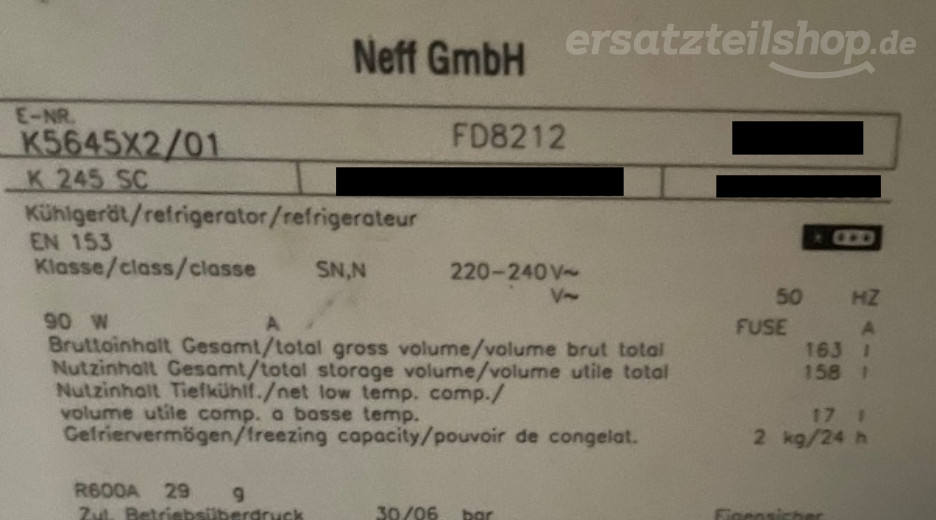 ersatzteilshop.de
Neff GmbH
E-NR.
K5645X2/01 FD8212
K 245 SC
Kühlgerät/refrigerator/refrigerateur
EN 153
Klasse/class/classe SN,N 220-240V~
V~
50 HZ
90 W A FUSE A
Bruttoinhalt Gesamt/total gross volume/volume brut total 163 l
Nutzinhalt Gesamt/total storage volume/volume utile total 158 l
Nutzinhalt Tiefkühlf./net low temp. comp./
volume utile comp. a basse temp. 17 l
Gefriervermögen/freezing capacity/pouvoir de congelat. 2 kg/24 h
R600A 29 g
Zul. Betriebsüberdruck 30/06 bar Eigensicher